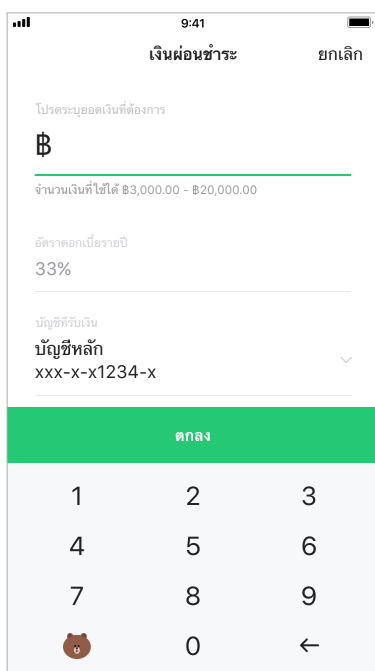 9:41
เงินผ่อนชำระ ยกเลิก
โปรดระบุยอดเงินที่ต้องการ
฿
จำนวนเงินที่ใช้ได้ ฿3,000.00 - ฿20,000.00
อัตราดอกเบี้ยรายปี
33%
บัญชีที่รับเงิน
บัญชีหลัก
xxx-x-x1234-x
ตกลง
1 2 3
4 5 6
7 8 9
0 ←